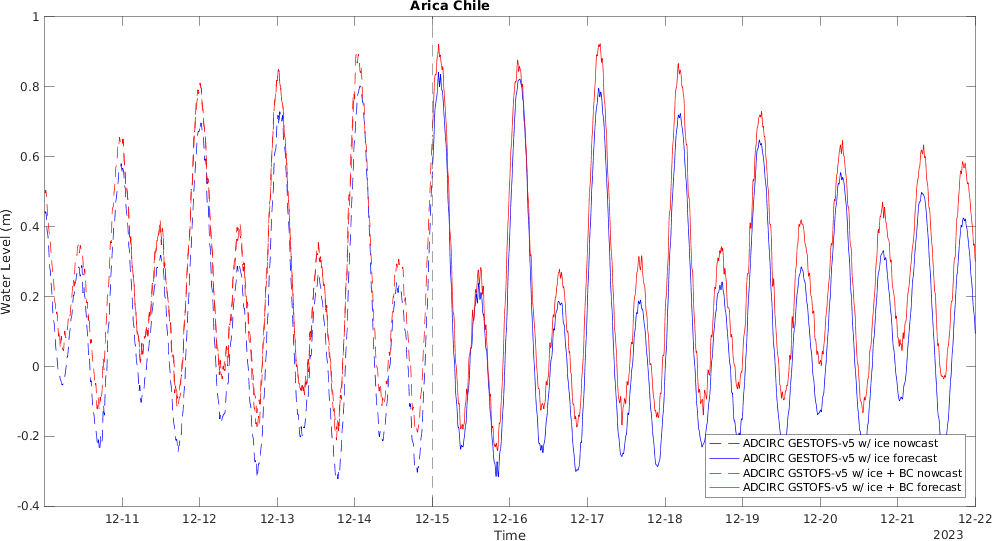 Arica Chile
1
0.8
0.6
0.4
0.2
0
-0.2
-0.4
Water Level (m)
ADCIRC GESTOFS-v5 w/ ice nowcast
ADCIRC GESTOFS-v5 w/ ice forecast
ADCIRC GSTOFS-v5 w/ ice + BC nowcast
ADCIRC GSTOFS-v5 w/ ice + BC forecast
12-11 12-12 12-13 12-14 12-15 12-16 12-17 12-18 12-19 12-20 12-21 12-22
Time
2023